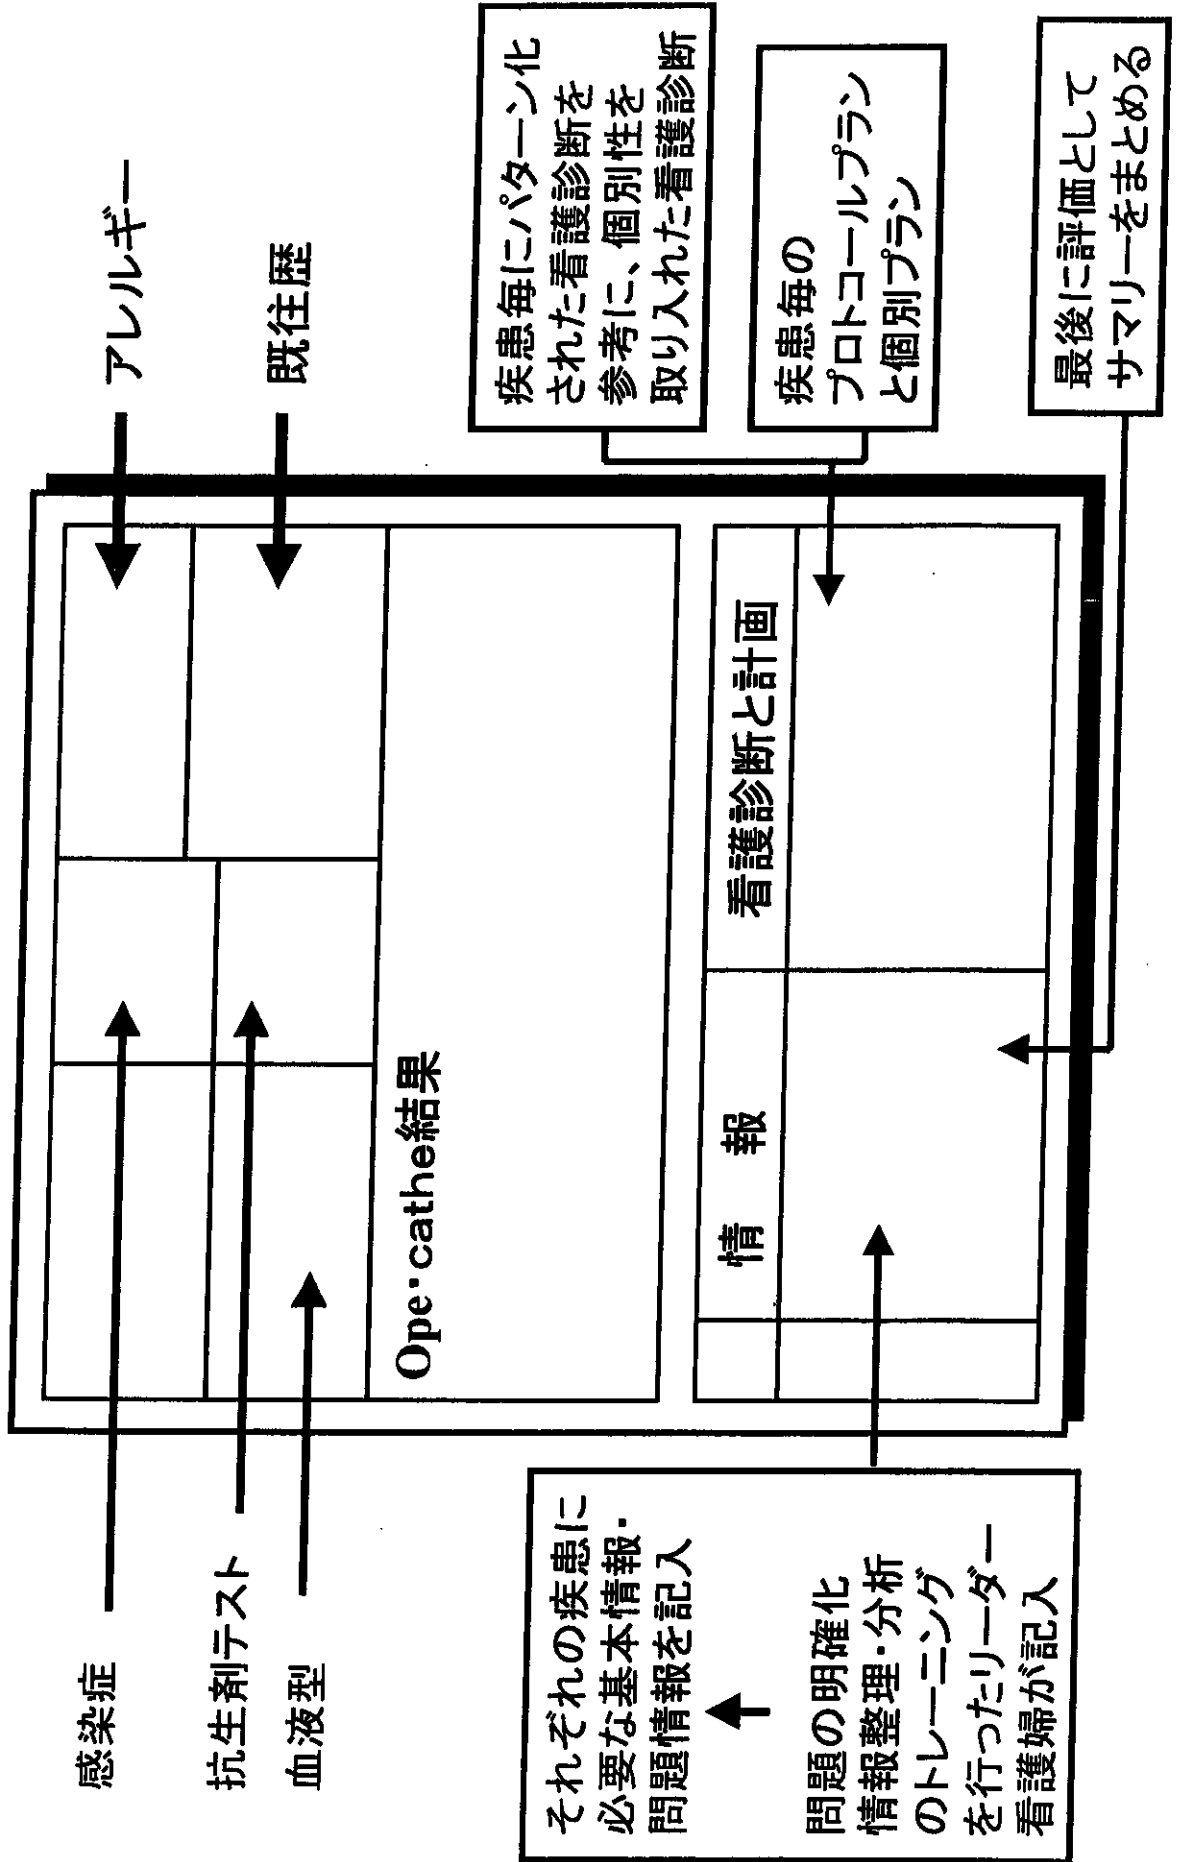 感染症
抗生剤テスト
血液型
アレルギー
既往歴
Ope・cathe結果
情報
看護診断と計画
それぞれの疾患に
必要な基本情報・
問題情報を記入
問題の明確化
情報整理・分析
のトレーニング
を行ったリーダー
看護婦が記入
疾患毎にパターン化
された看護診断を
参考に、個別性を
取り入れた看護診断
疾患毎の
プロトコールプラン
と個別プラン
最後に評価として
サマリーをまとめる